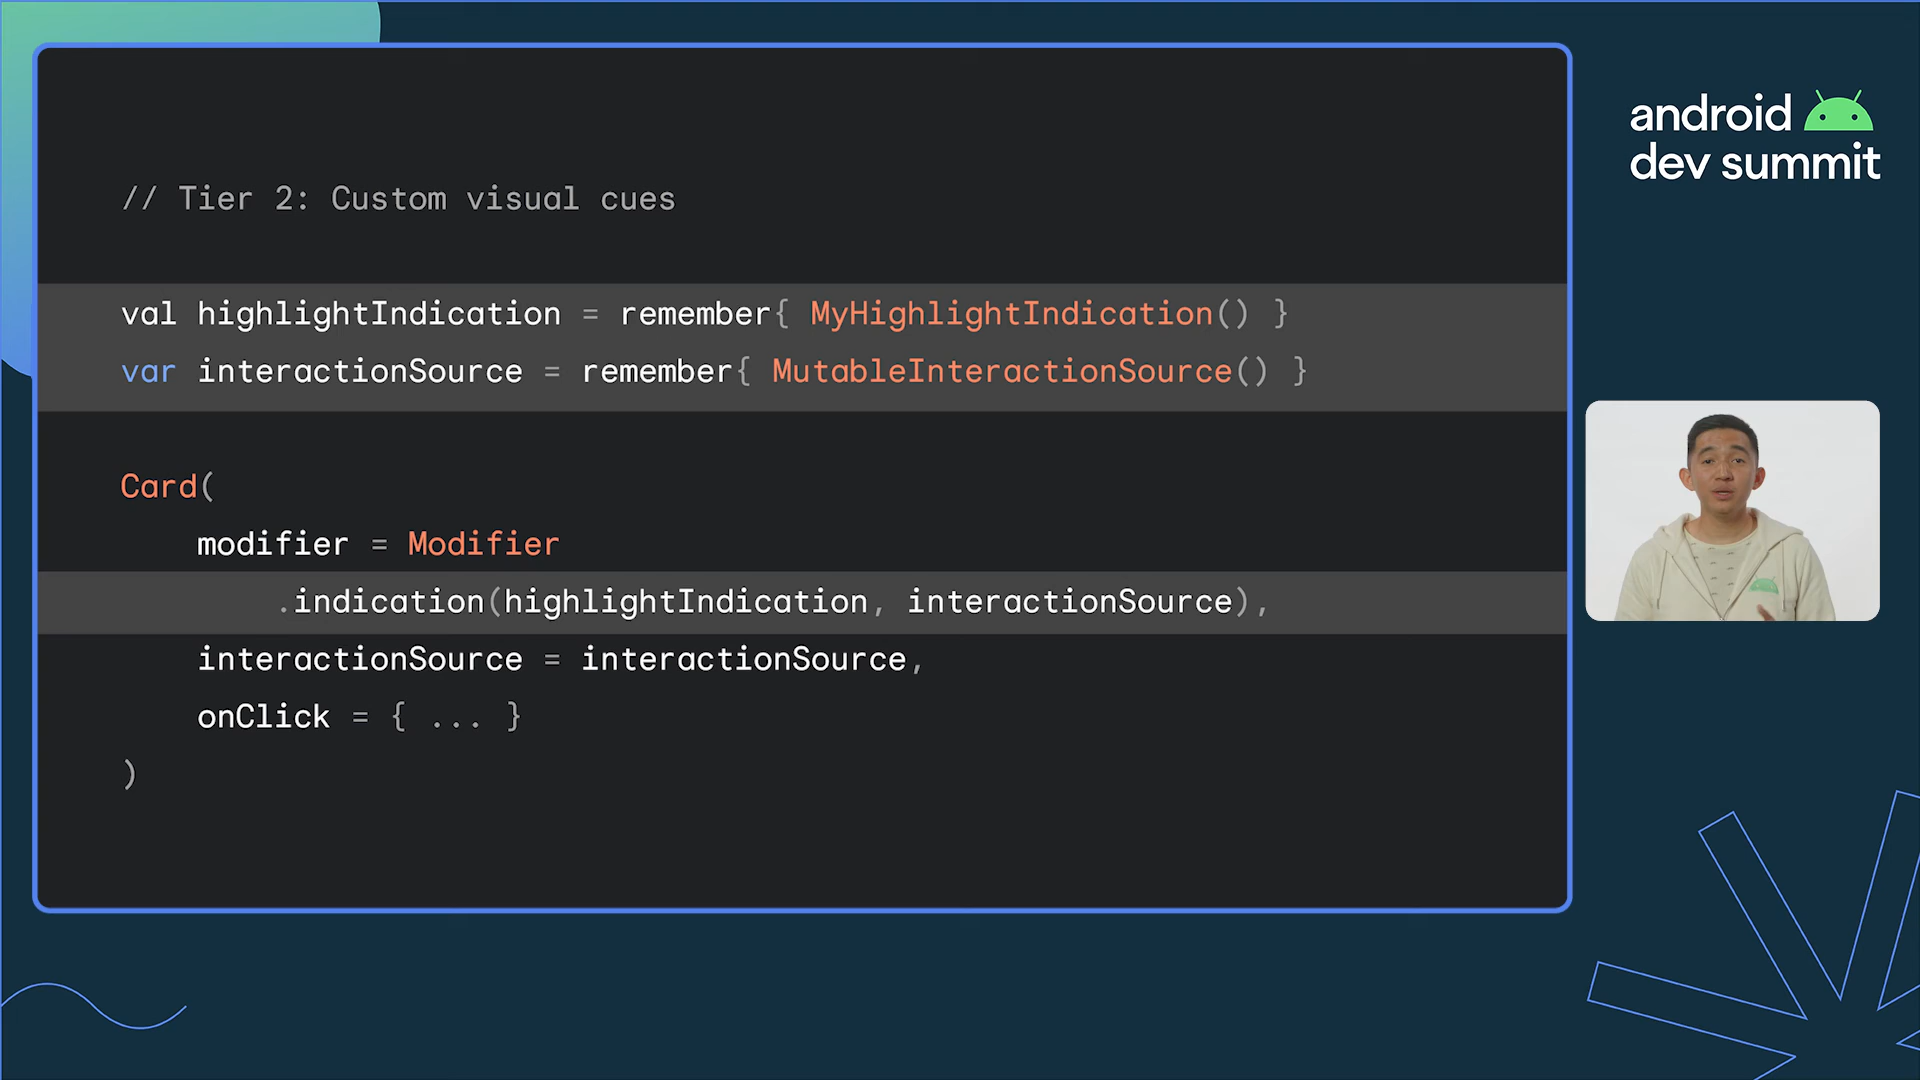 // Tier 2: Custom visual cues
val highlightIndication = remember{ MyHighlightIndication() }
var interactionSource = remember{ MutableInteractionSource() }
Card(
    modifier = Modifier
        .indication(highlightIndication, interactionSource),
    interactionSource = interactionSource,
    onClick = { ... }
)
android
dev summit